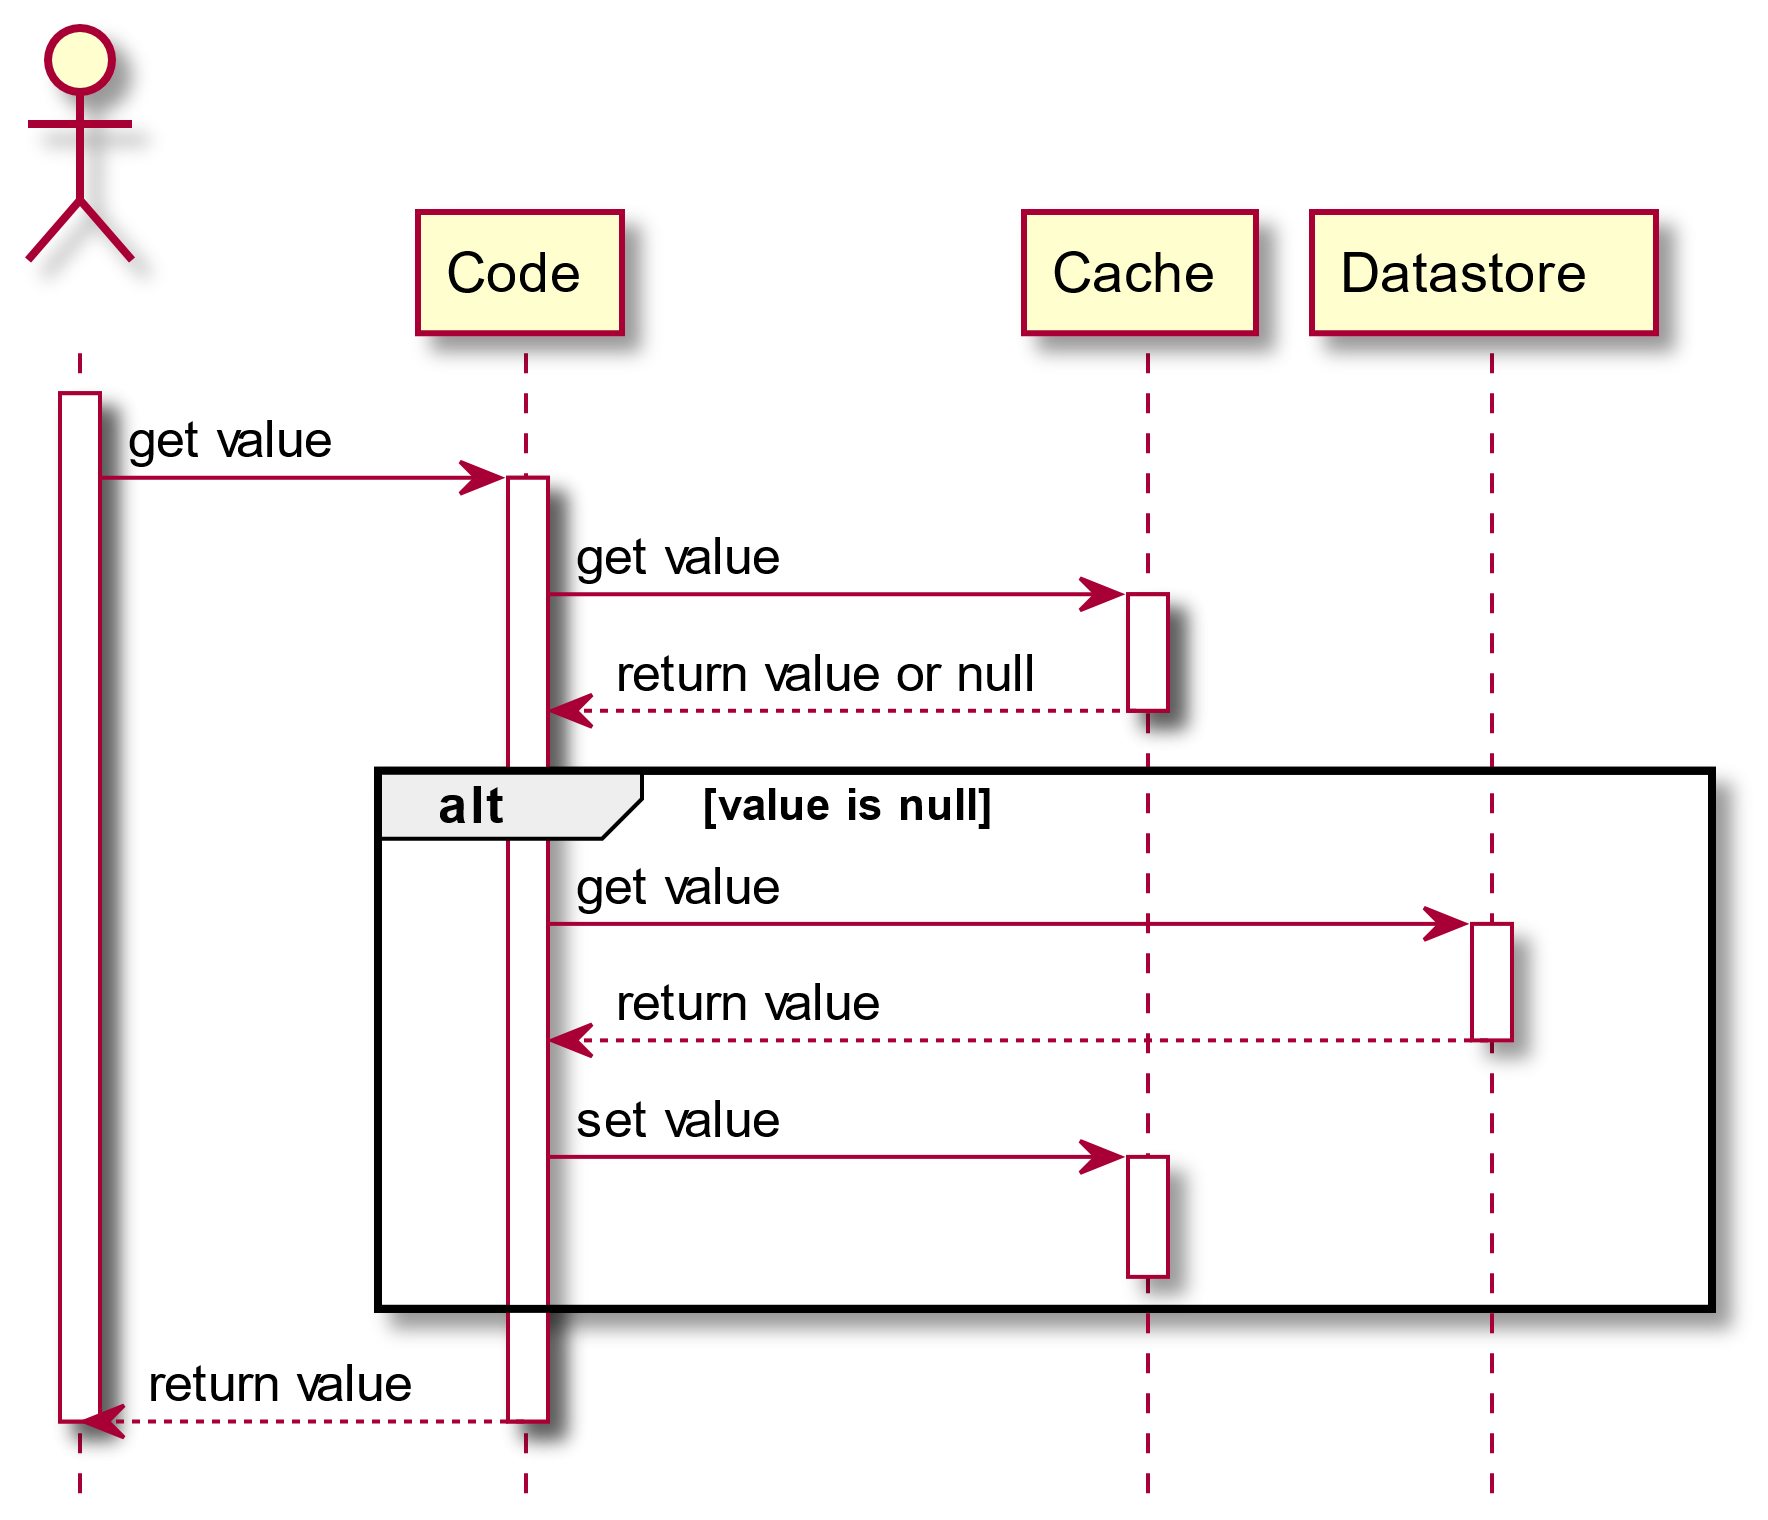 Code
Cache
Datastore
get value
get value
return value or null
alt
[value is null]
get value
return value
set value
return value